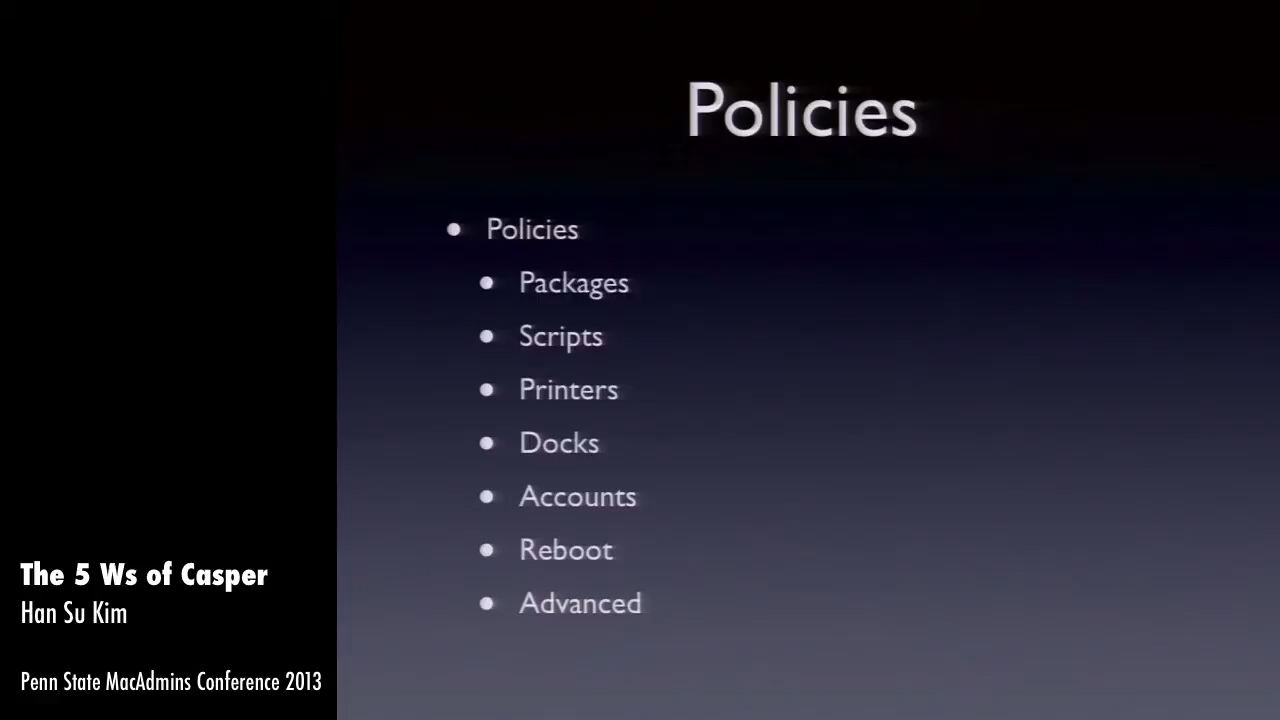 Policies
Policies
Packages
Scripts
Printers
Docks
Accounts
Reboot
Advanced
The 5 Ws of Casper
Han Su Kim
Penn State MacAdmins Conference 2013